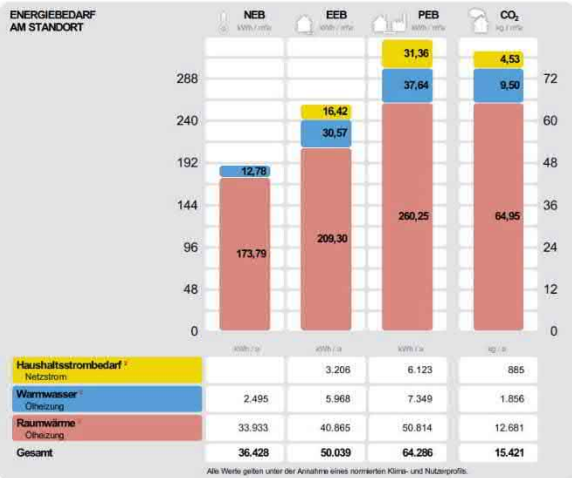 ENERGIEBEDARF
AM STANDORT
NEB
kWh / m²a
EEB
kWh / m²a
PEB
kWh / m²a
CO₂
kg / m²a
31,36
4,53
37,64
9,50
288
72
16,42
240
60
30,57
192
48
12,78
144
36
260,25
64,95
209,30
173,79
96
24
48
12
0
0
kWh / a
kWh / a
kWh / a
kg / a
Haushaltsstrombedarf
Netzstrom
3.206
6.123
885
Warmwasser
Ölheizung
2.495
5.968
7.349
1.856
Raumwärme
Ölheizung
33.933
40.865
50.814
12.681
Gesamt
36.428
50.039
64.286
15.421
Alle Werte gelten unter der Annahme eines normierten Klima- und Nutzerprofils.